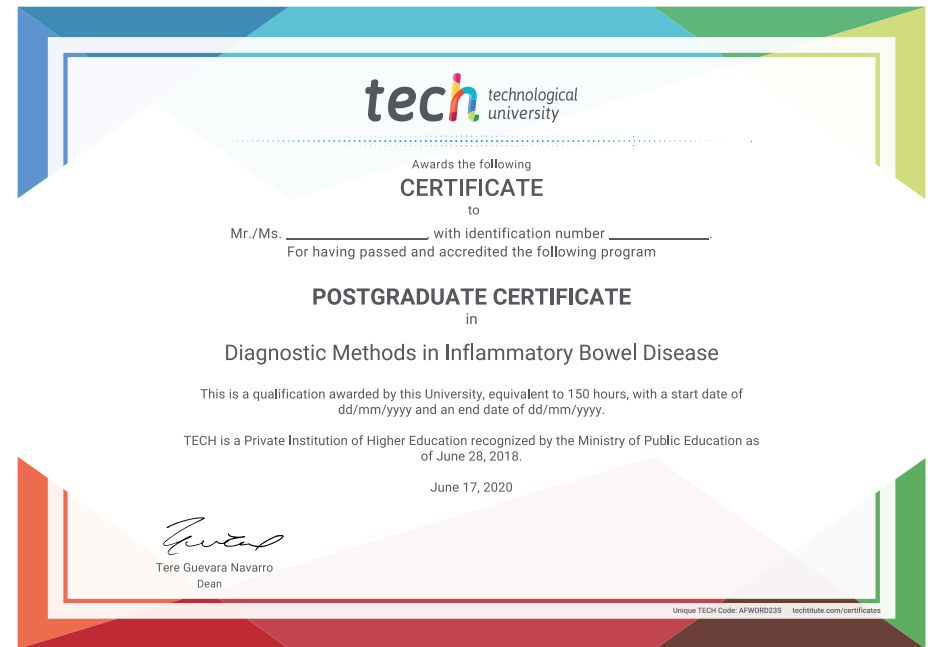 tech technological
university
Awards the following
CERTIFICATE
to
Mr./Ms. ____________________, with identification number ______________.
For having passed and accredited the following program
POSTGRADUATE CERTIFICATE
in
Diagnostic Methods in Inflammatory Bowel Disease
This is a qualification awarded by this University, equivalent to 150 hours, with a start date of
dd/mm/yyyy and an end date of dd/mm/yyyy.
TECH is a Private Institution of Higher Education recognized by the Ministry of Public Education as
of June 28, 2018.
June 17, 2020
Tere Guevara Navarro
Dean
Unique TECH Code: AFWORD23S techtitute.com/certificates